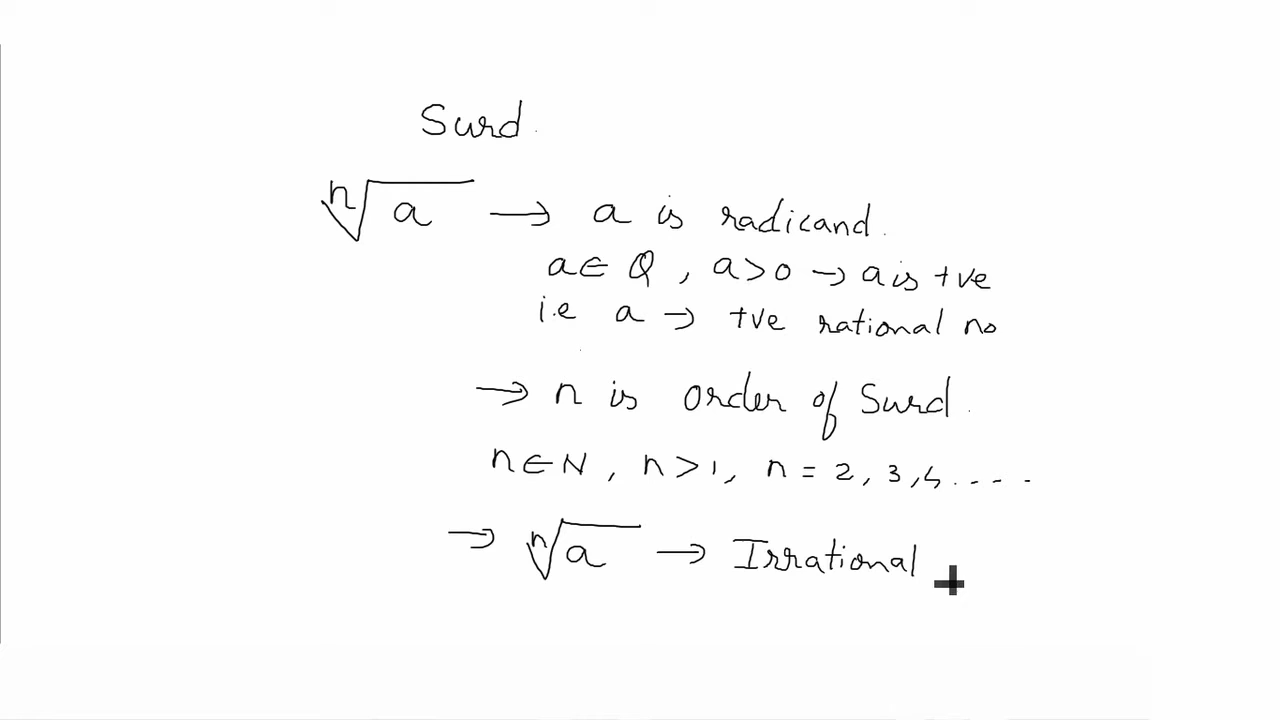 Surd.
ⁿ√a → a is radicand.
a ∈ Q , a > 0 → a is +ve
i.e a → +ve rational no
→ n is order of Surd.
n ∈ N , n > 1, n = 2, 3, 4 . . . . .
→ ⁿ√a → Irrational